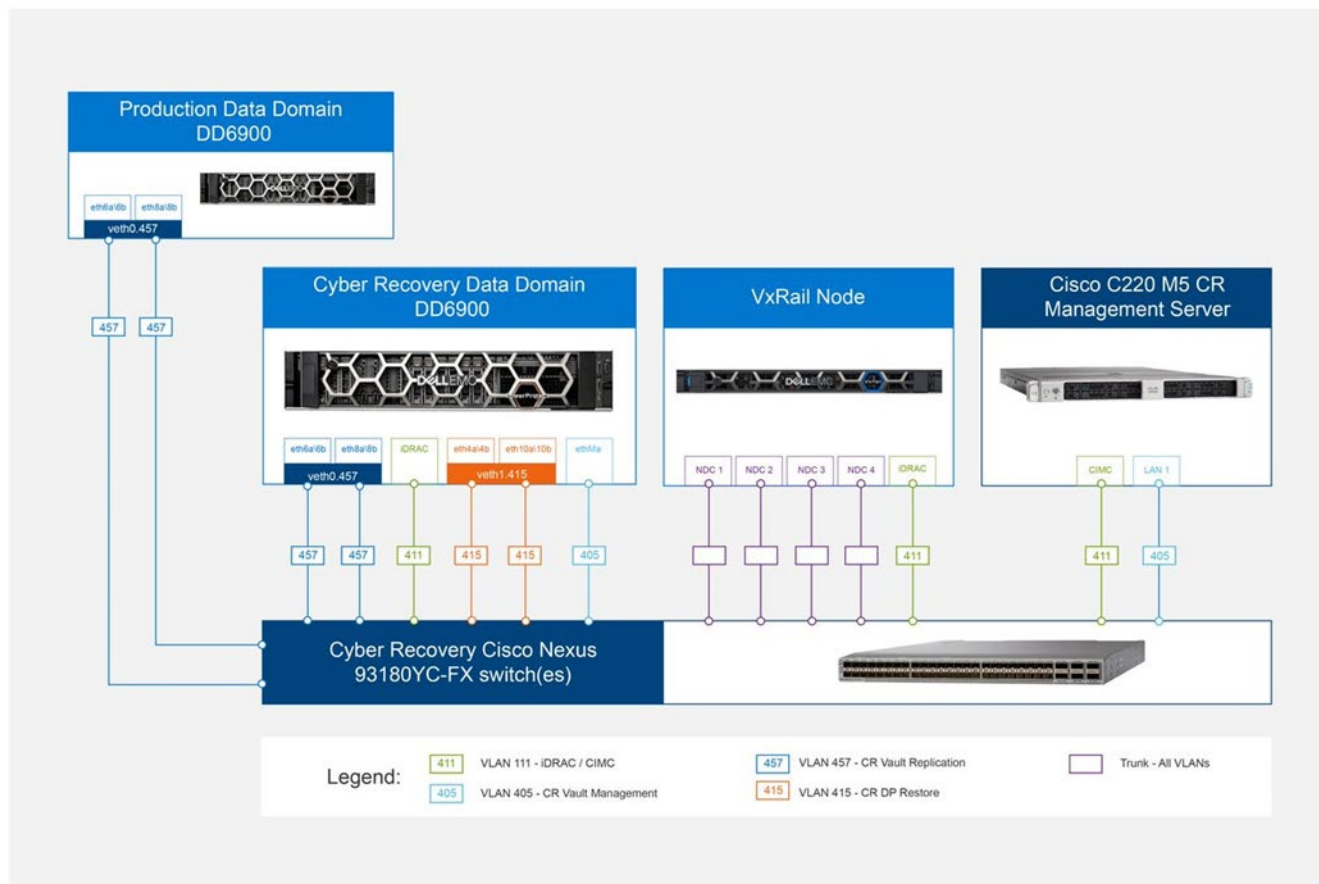 Production Data Domain
DD6900
DELLEMC
eth6a\6b
eth8a\8b
veth0.457
457
457
Cyber Recovery Data Domain
DD6900
DELLEMC
eth6a\6b
eth8a\8b
iDRAC
eth4a\4b
eth10a\10b
ethMa
veth0.457
veth1.415
457
457
411
415
415
405
VxRail Node
DELLEMC
NDC 1
NDC 2
NDC 3
NDC 4
iDRAC
411
Cisco C220 M5 CR
Management Server
CIMC
LAN 1
411
405
Cyber Recovery Cisco Nexus
93180YC-FX switch(es)
Legend:
411 VLAN 111 - iDRAC / CIMC
405 VLAN 405 - CR Vault Management
457 VLAN 457 - CR Vault Replication
415 VLAN 415 - CR DP Restore
Trunk - All VLANs